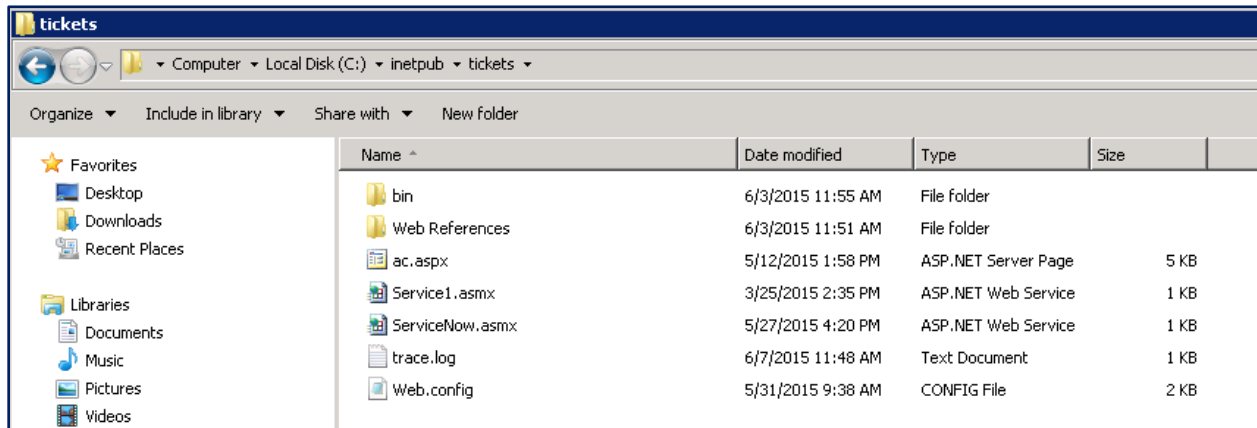 tickets
Computer Local Disk (C:) inetpub tickets
Organize Include in library Share with New folder
Favorites
Desktop
Downloads
Recent Places
Libraries
Documents
Music
Pictures
Videos
Name Date modified Type Size
bin 6/3/2015 11:55 AM File folder
Web References 6/3/2015 11:51 AM File folder
ac.aspx 5/12/2015 1:58 PM ASP.NET Server Page 5 KB
Service1.asmx 3/25/2015 2:35 PM ASP.NET Web Service 1 KB
ServiceNow.asmx 5/27/2015 4:20 PM ASP.NET Web Service 1 KB
trace.log 6/7/2015 11:48 AM Text Document 1 KB
Web.config 5/31/2015 9:38 AM CONFIG File 2 KB